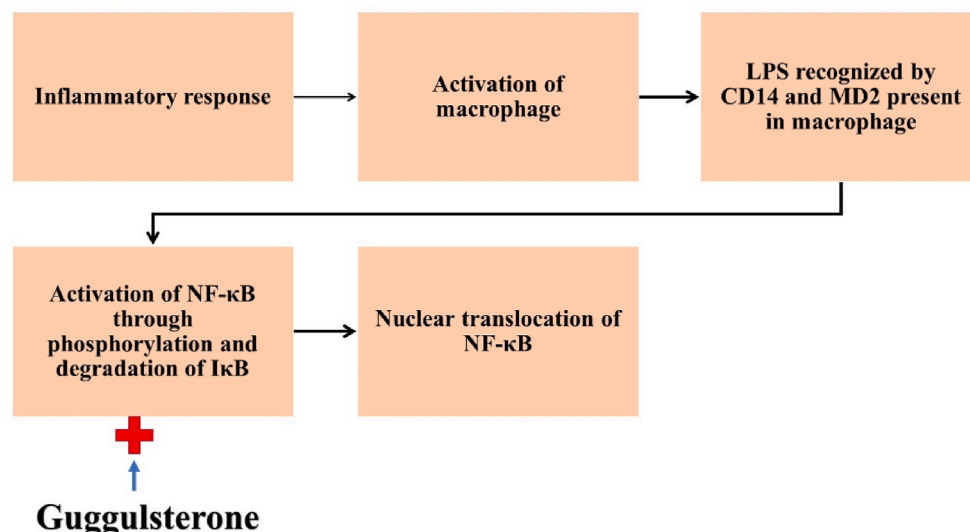 Inflammatory response
Activation of
macrophage
LPS recognized by
CD14 and MD2 present
in macrophage
Activation of NF-κB
through
phosphorylation and
degradation of IκB
Nuclear translocation of
NF-κB
Guggulsterone